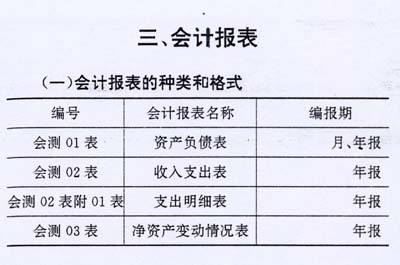 三、会计报表
（一）会计报表的种类和格式
编号 会计报表名称 编报期
会测 01 表 资产负债表 月、年报
会测 02 表 收入支出表 年报
会测 02 表附 01 表 支出明细表 年报
会测 03 表 净资产变动情况表 年报